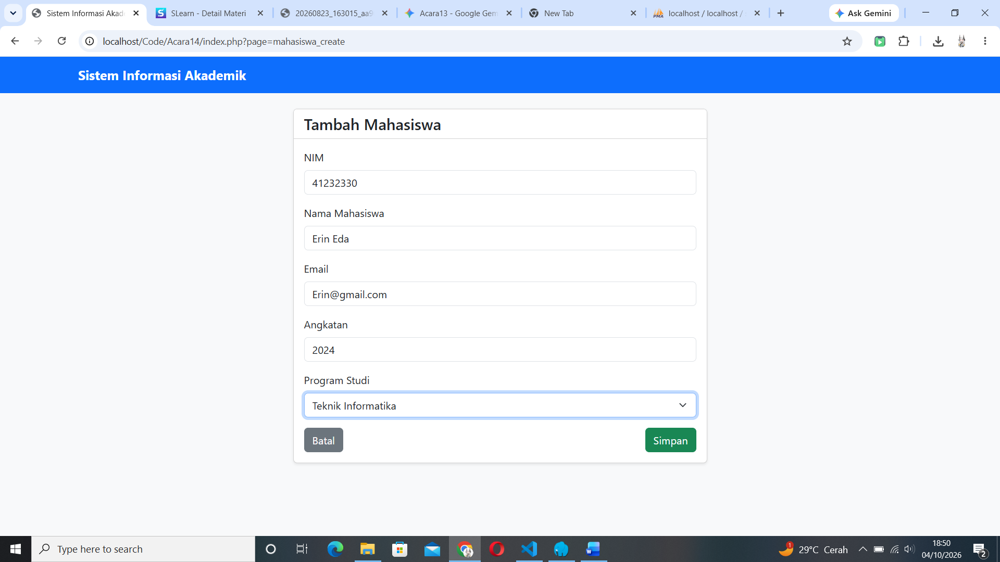 Sistem Informasi Akad
SLearn - Detail Materi
20260823_163015_aa9
Acara13 - Google Gem
New Tab
localhost / localhost /
Ask Gemini
localhost/Code/Acara14/index.php?page=mahasiswa_create
Sistem Informasi Akademik
Tambah Mahasiswa
NIM
41232330
Nama Mahasiswa
Erin Eda
Email
Erin@gmail.com
Angkatan
2024
Program Studi
Teknik Informatika
Batal
Simpan
Type here to search
1
29°C Cerah
18:50
04/10/2026
2